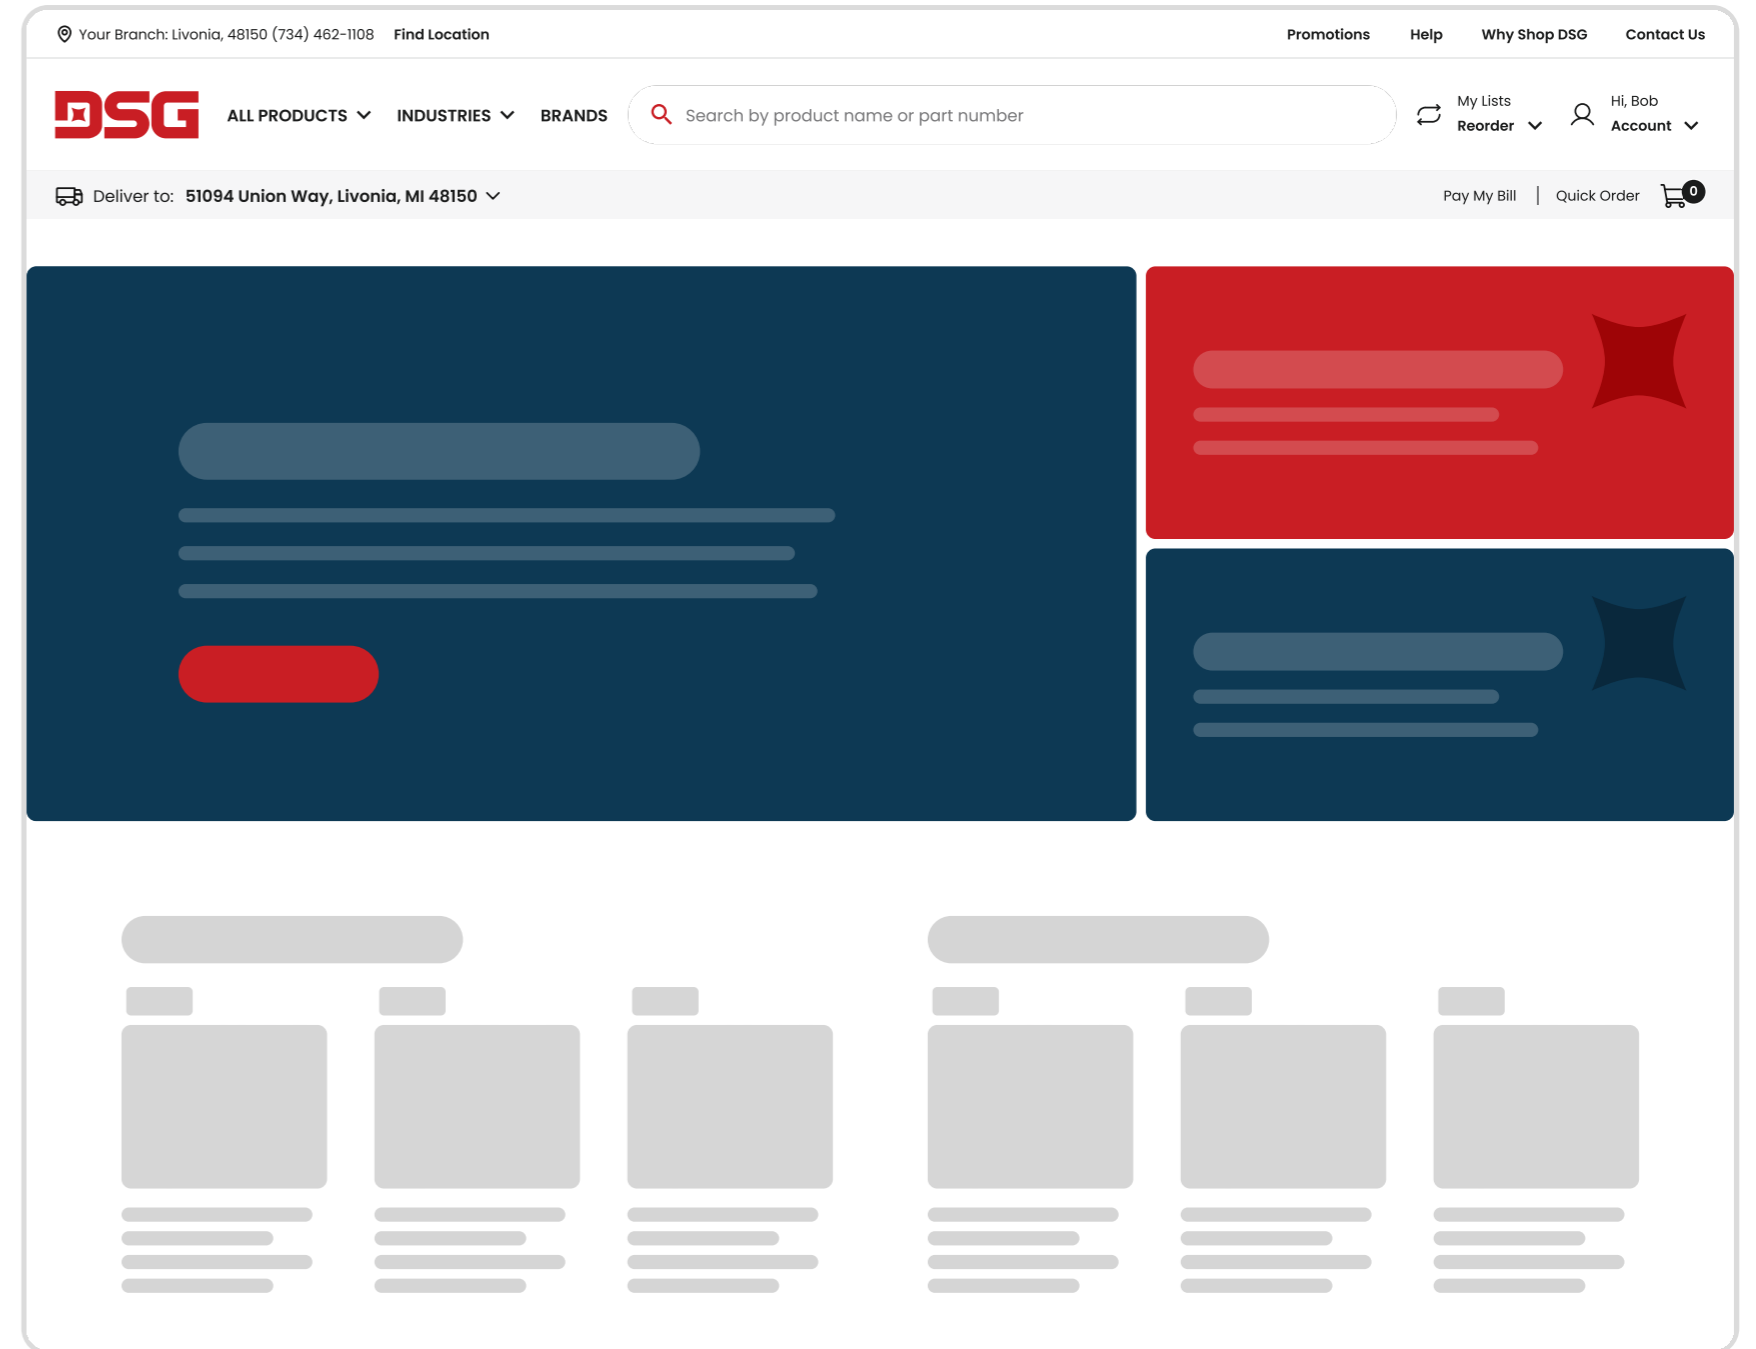 Your Branch: Livonia, 48150 (734) 462-1108 Find Location Promotions Help Why Shop DSG Contact Us
DSG ALL PRODUCTS INDUSTRIES BRANDS Search by product name or part number
My Lists
Reorder
Hi, Bob
Account
Deliver to: 51094 Union Way, Livonia, MI 48150 Pay My Bill | Quick Order 0